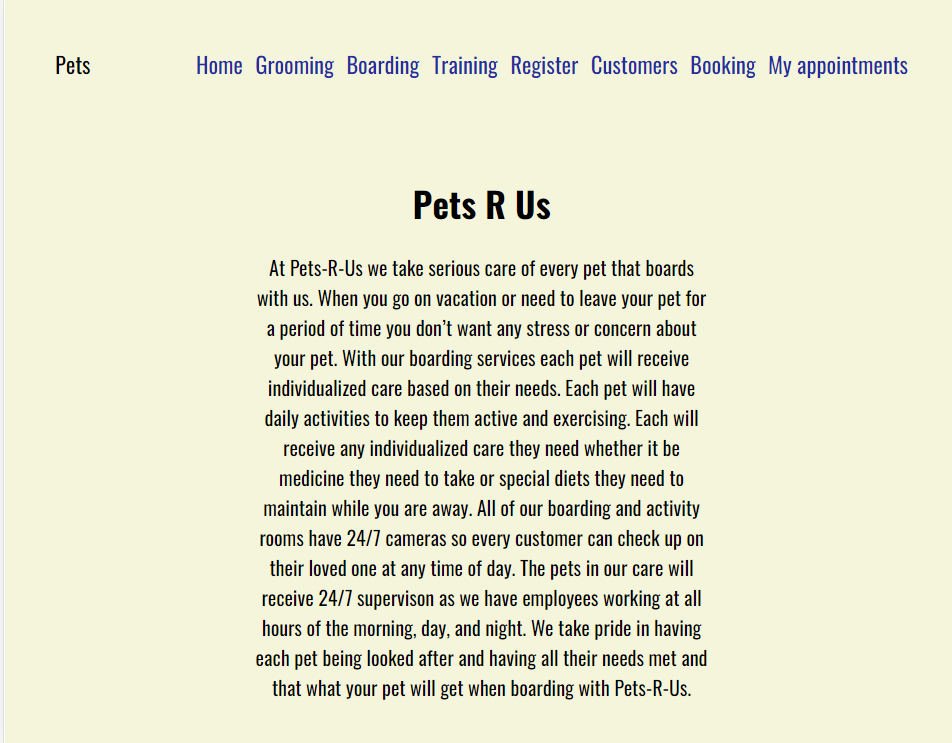 Pets Home Grooming Boarding Training Register Customers Booking My appointments
Pets R Us
At Pets-R-Us we take serious care of every pet that boards
with us. When you go on vacation or need to leave your pet for
a period of time you don’t want any stress or concern about
your pet. With our boarding services each pet will receive
individualized care based on their needs. Each pet will have
daily activities to keep them active and exercising. Each will
receive any individualized care they need whether it be
medicine they need to take or special diets they need to
maintain while you are away. All of our boarding and activity
rooms have 24/7 cameras so every customer can check up on
their loved one at any time of day. The pets in our care will
receive 24/7 supervison as we have employees working at all
hours of the morning, day, and night. We take pride in having
each pet being looked after and having all their needs met and
that what your pet will get when boarding with Pets-R-Us.